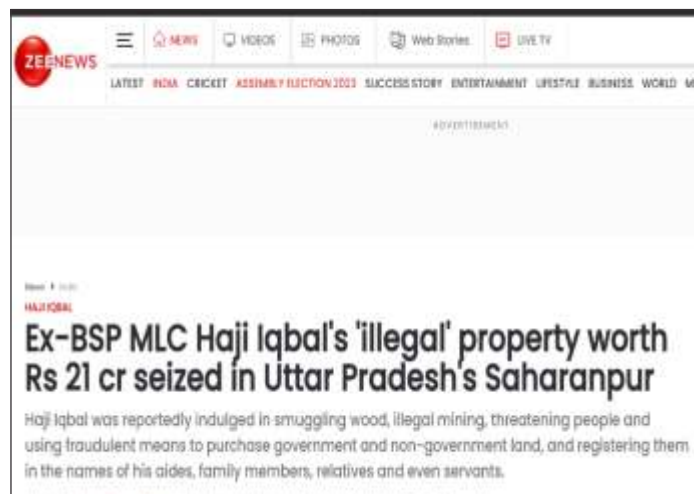 ZEE NEWS
NEWS VIDEOS PHOTOS Web Stories LIVE TV
LATEST INDIA CRICKET ASSEMBLY ELECTION 2023 SUCCESS STORY ENTERTAINMENT LIFESTYLE BUSINESS WORLD M
ADVERTISEMENT
News India
HAJI IQBAL
Ex-BSP MLC Haji Iqbal's 'illegal' property worth
Rs 21 cr seized in Uttar Pradesh's Saharanpur
Haji Iqbal was reportedly indulged in smuggling wood, illegal mining, threatening people and
using fraudulent means to purchase government and non-government land, and registering them
in the names of his aides, family members, relatives and even servants.